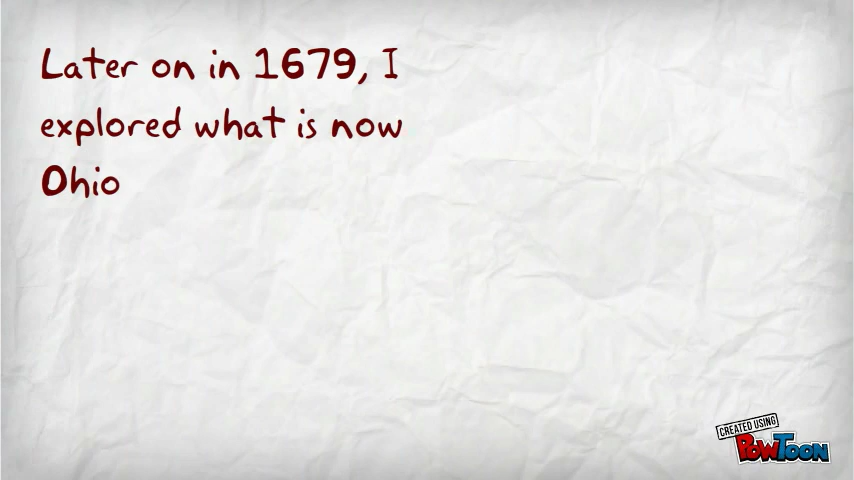 Later on in 1679, I
explored what is now
Ohio
CREATED USING
POWTOON